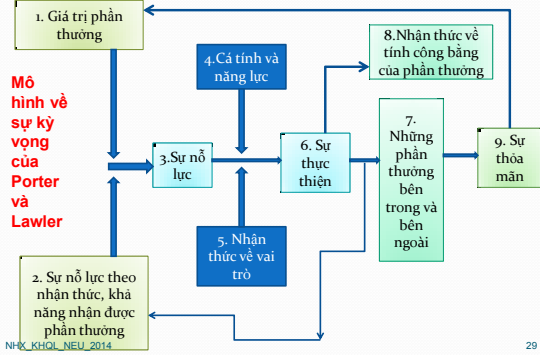 1. Giá trị phần
thưởng
Mô
hình về
sự kỳ
vọng
của
Porter
và
Lawler
2. Sự nỗ lực theo
nhận thức, khả
năng nhận được
phần thưởng
3.Sự nỗ
lực
4.Cá tính và
năng lực
5. Nhận
thức về vai
trò
6. Sự
thực
thiện
7.
Những
phần
thưởng
bên
trong và
bên
ngoài
8.Nhận thức về
tính công bằng
của phần thưởng
9. Sự
thỏa
mãn
NHX_KHQL_NEU_2014
29